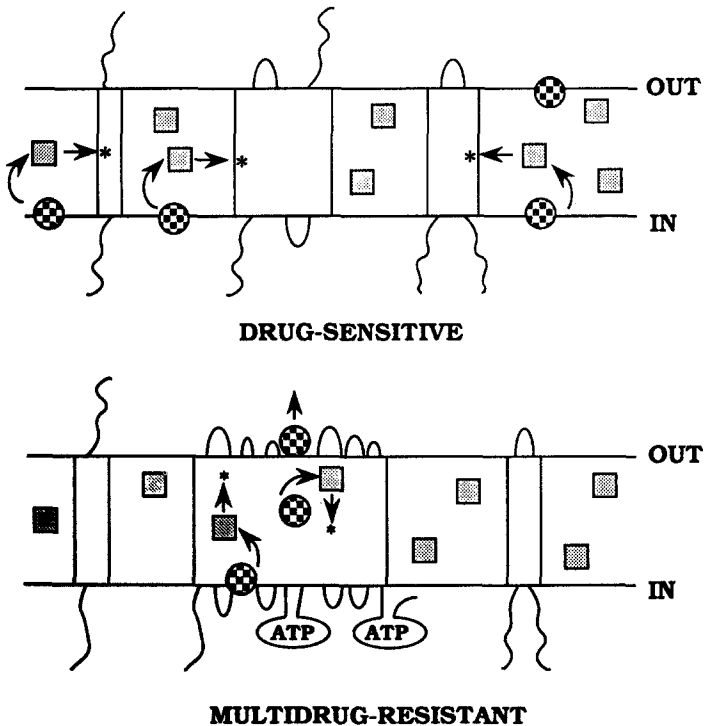 OUT
*
*
*
IN
DRUG-SENSITIVE
OUT
*
*
IN
ATP ATP
MULTIDRUG-RESISTANT